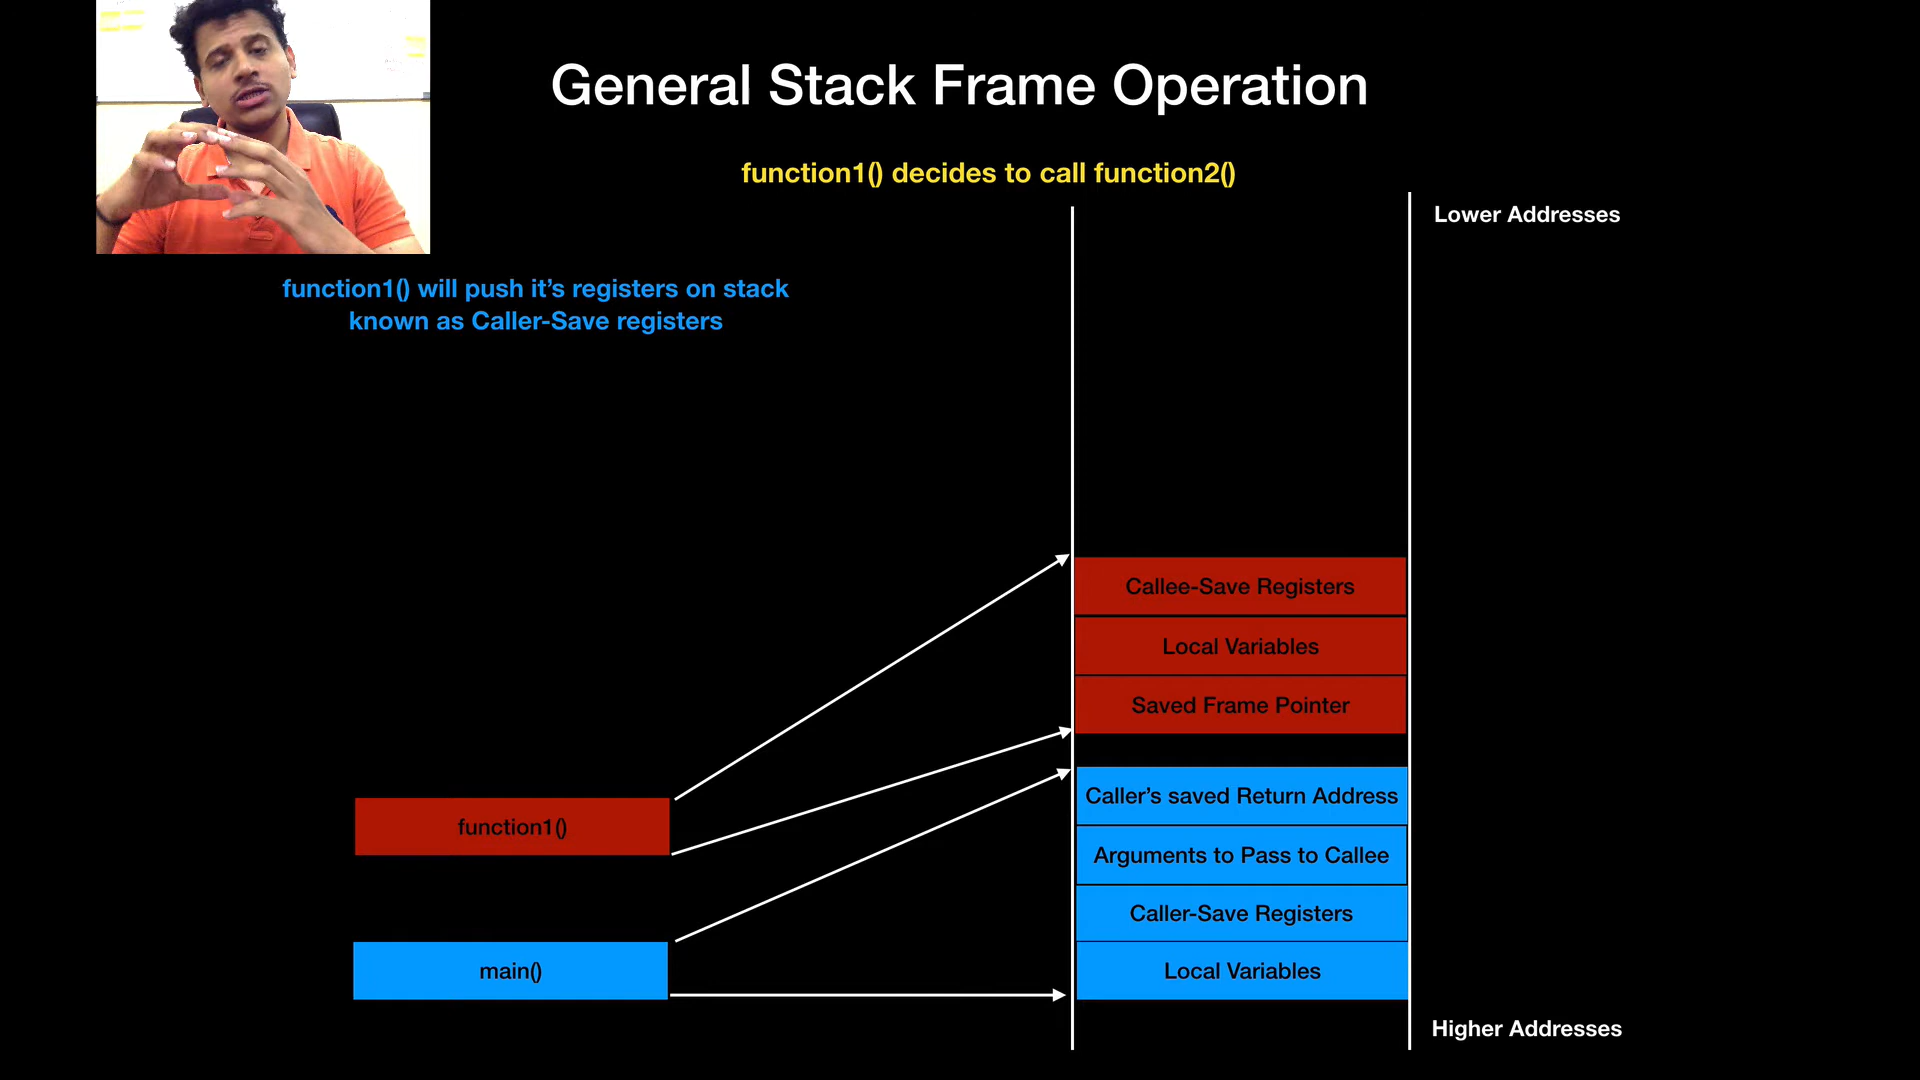 General Stack Frame Operation
function1() decides to call function2()
Lower Addresses
function1() will push it’s registers on stack
known as Caller-Save registers
Callee-Save Registers
Local Variables
Saved Frame Pointer
Caller’s saved Return Address
function1()
Arguments to Pass to Callee
Caller-Save Registers
main()
Local Variables
Higher Addresses